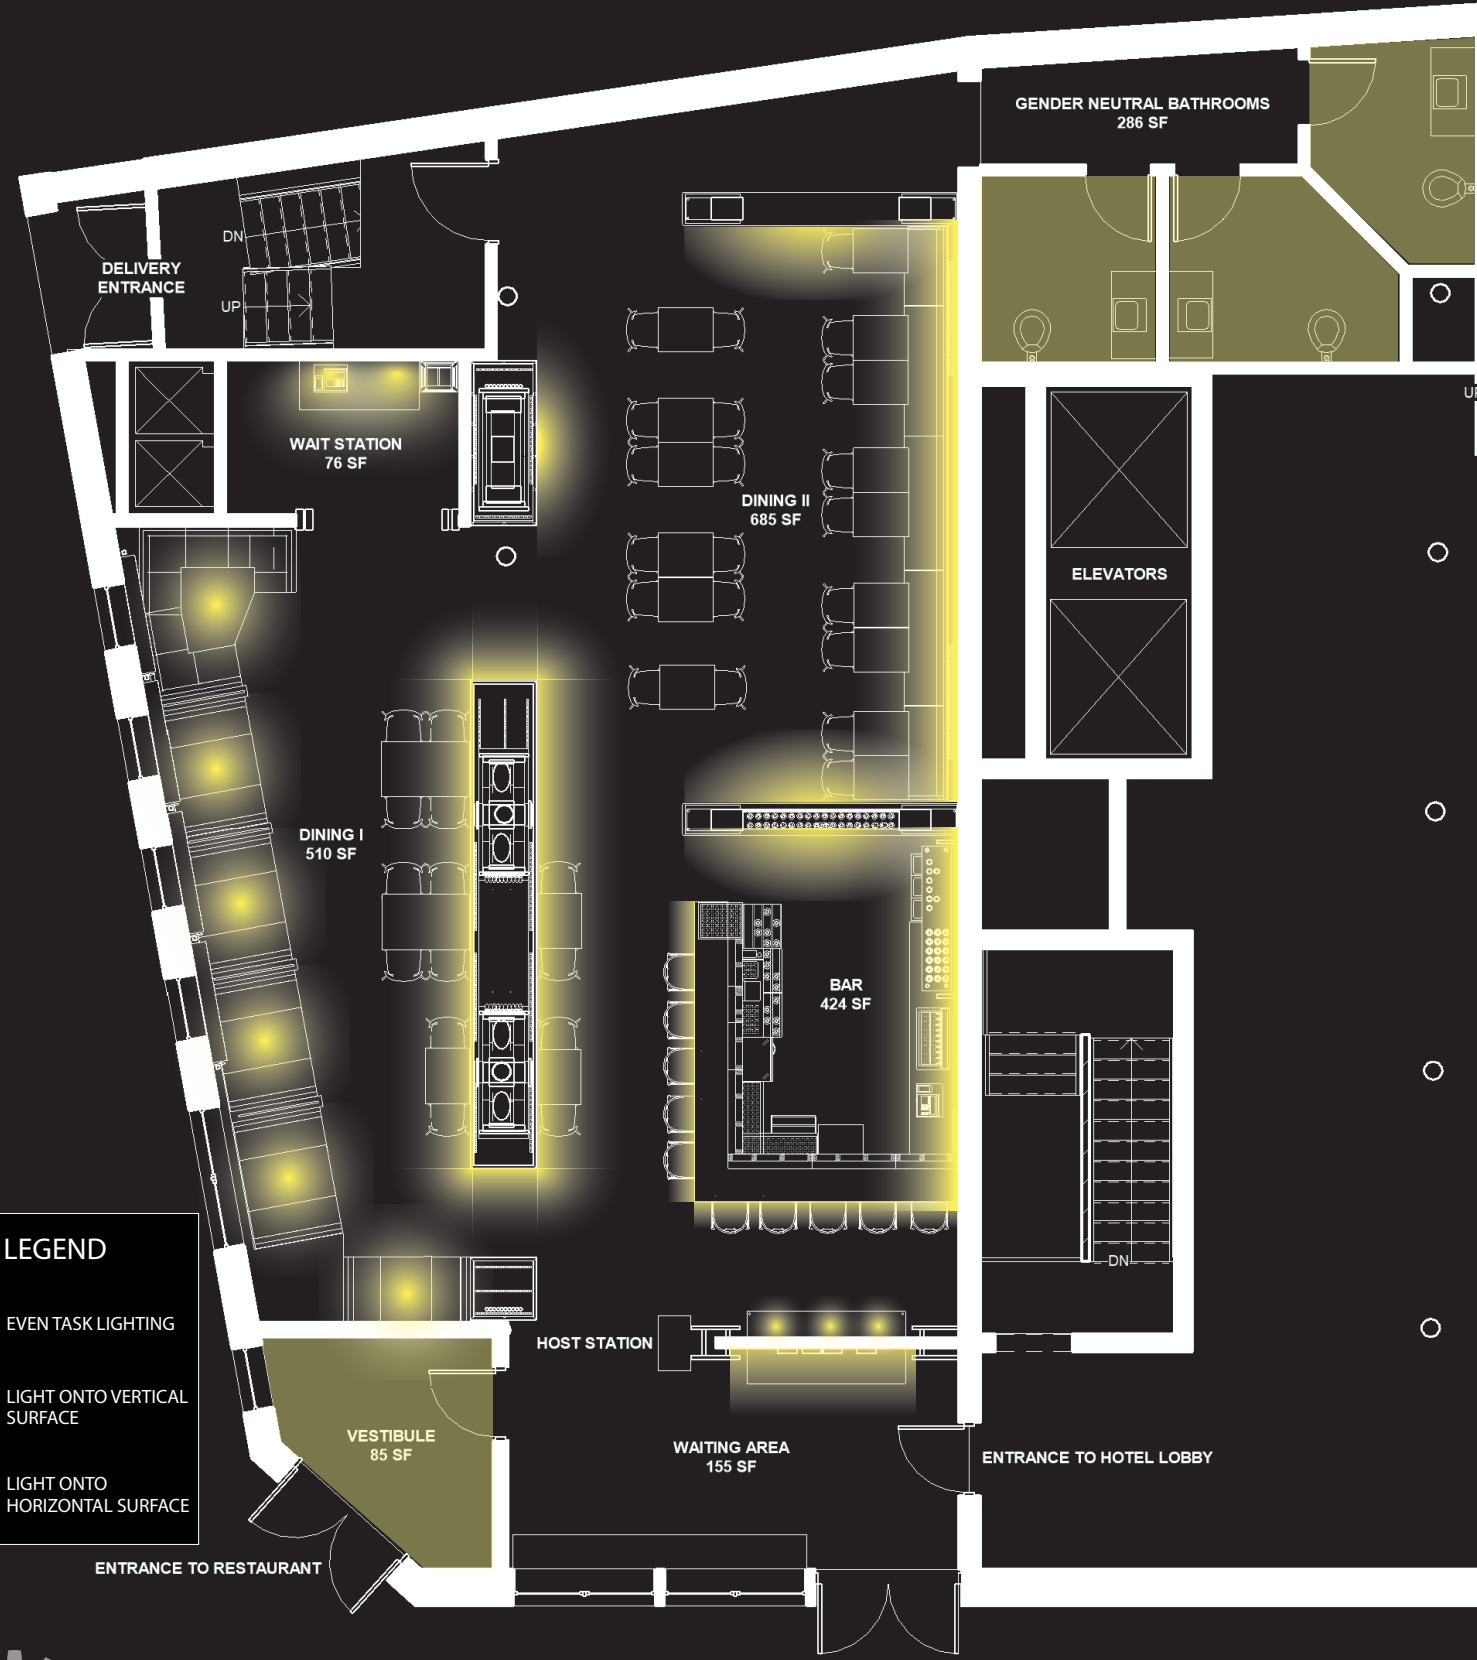 GENDER NEUTRAL BATHROOMS
286 SF
DN
DELIVERY
ENTRANCE
UP
UP
WAIT STATION
76 SF
DINING II
685 SF
ELEVATORS
DINING I
510 SF
BAR
424 SF
LEGEND
EVEN TASK LIGHTING
LIGHT ONTO VERTICAL
SURFACE
LIGHT ONTO
HORIZONTAL SURFACE
DN
HOST STATION
VESTIBULE
85 SF
WAITING AREA
155 SF
ENTRANCE TO HOTEL LOBBY
ENTRANCE TO RESTAURANT